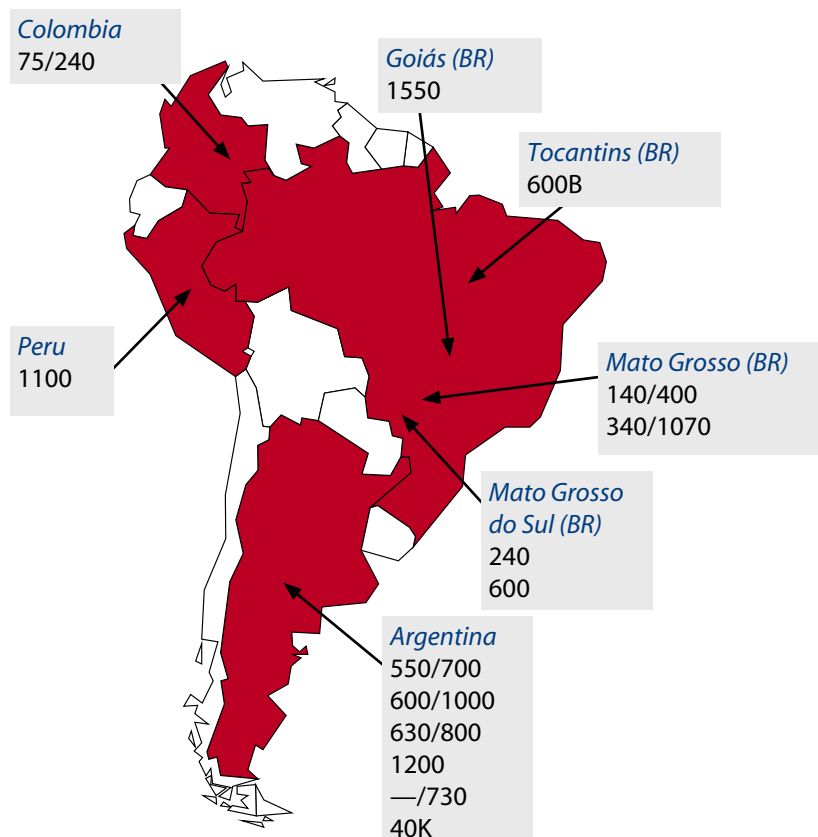 Colombia
75/240
Goiás (BR)
1550
Tocantins (BR)
600B
Peru
1100
Mato Grosso (BR)
140/400
340/1070
Mato Grosso
do Sul (BR)
240
600
Argentina
550/700
600/1000
630/800
1200
—/730
40K